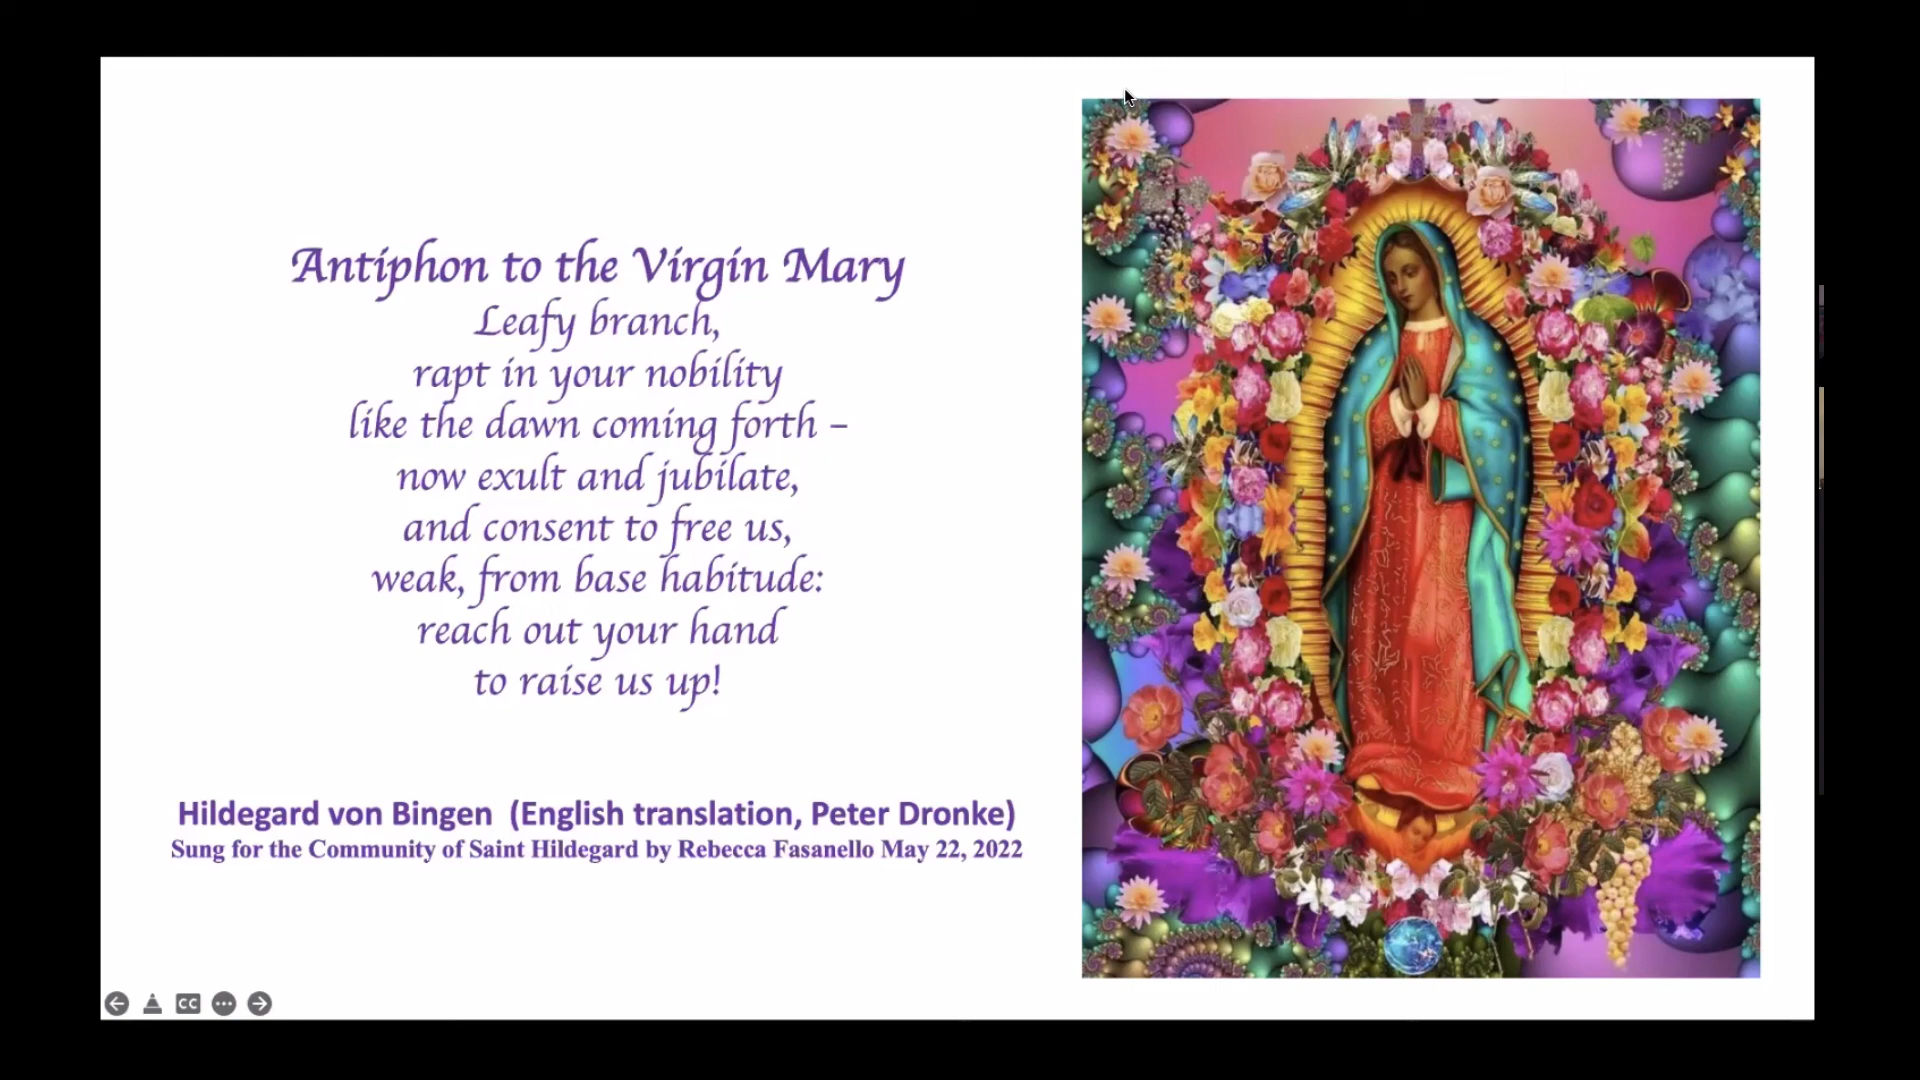 Antiphon to the Virgin Mary
Leafy branch,
rapt in your nobility
like the dawn coming forth –
now exult and jubilate,
and consent to free us,
weak, from base habitude:
reach out your hand
to raise us up!
Hildegard von Bingen (English translation, Peter Dronke)
Sung for the Community of Saint Hildegard by Rebecca Fasanello May 22, 2022
CC